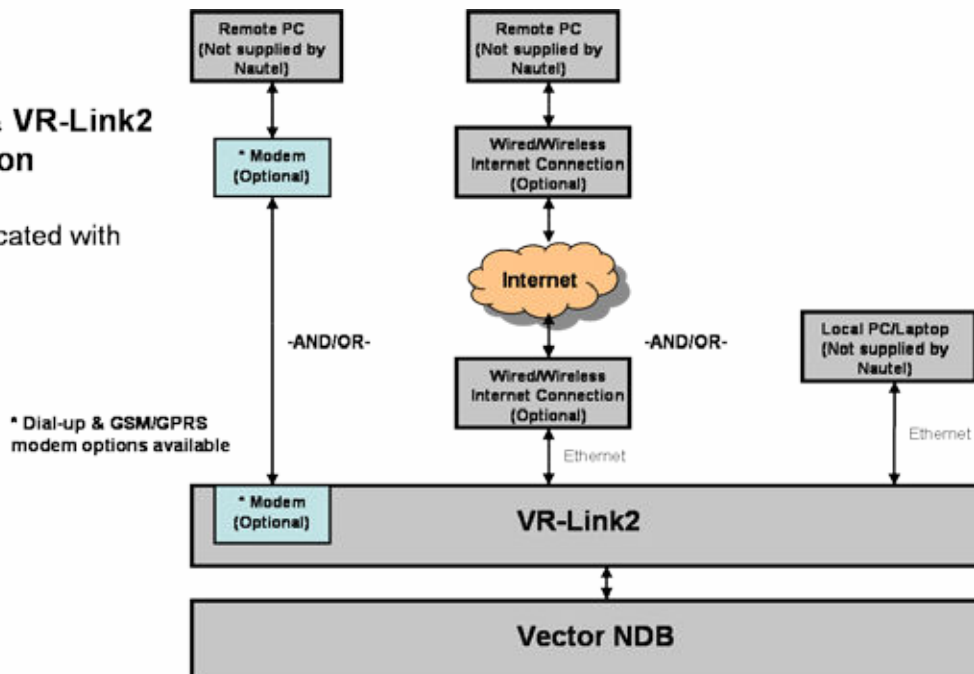 Remote PC
(Not supplied by
Nautel)
Remote PC
(Not supplied by
Nautel)
VR-Link2
on
* Modem
(Optional)
Wired/Wireless
Internet Connection
(Optional)
cated with
Internet
-AND/OR-
-AND/OR-
Local PC/Laptop
(Not supplied by
Nautel)
Wired/Wireless
Internet Connection
(Optional)
* Dial-up & GSM/GPRS
modem options available
Ethernet
Ethernet
* Modem
(Optional)
VR-Link2
Vector NDB